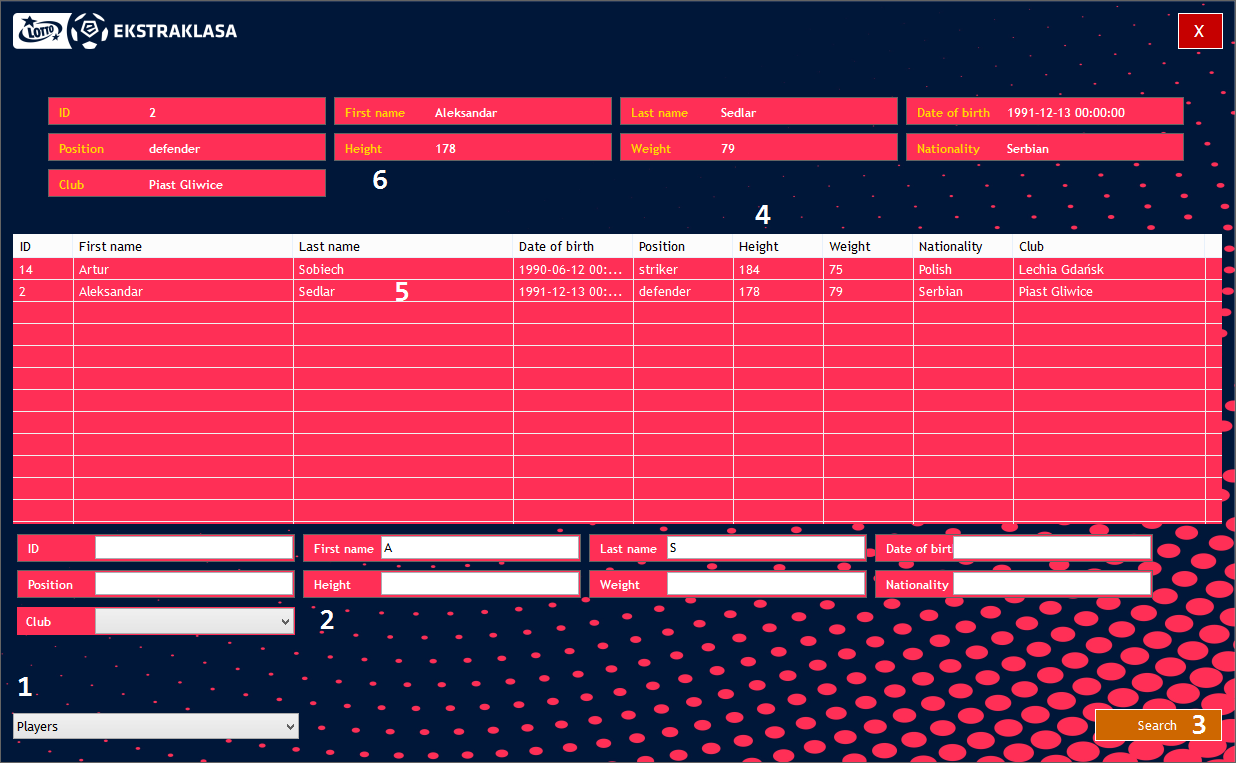 LOTTO EKSTRAKLASA
X
ID 2 First name Aleksandar Last name Sedlar Date of birth 1991-12-13 00:00:00
Position defender Height 178 Weight 79 Nationality Serbian
Club Piast Gliwice
6
4
ID First name Last name Date of birth Position Height Weight Nationality Club
14 Artur Sobiech 1990-06-12 00:... striker 184 75 Polish Lechia Gdańsk
2 Aleksandar Sedlar 1991-12-13 00:... defender 178 79 Serbian Piast Gliwice
5
ID First name A Last name S Date of birt
Position Height Weight Nationality
Club
2
1
Players
Search 3